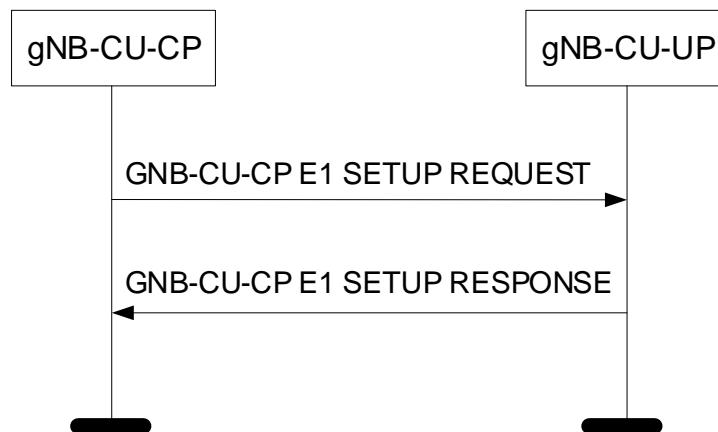 gNB-CU-CP
gNB-CU-UP
GNB-CU-CP E1 SETUP REQUEST
GNB-CU-CP E1 SETUP RESPONSE